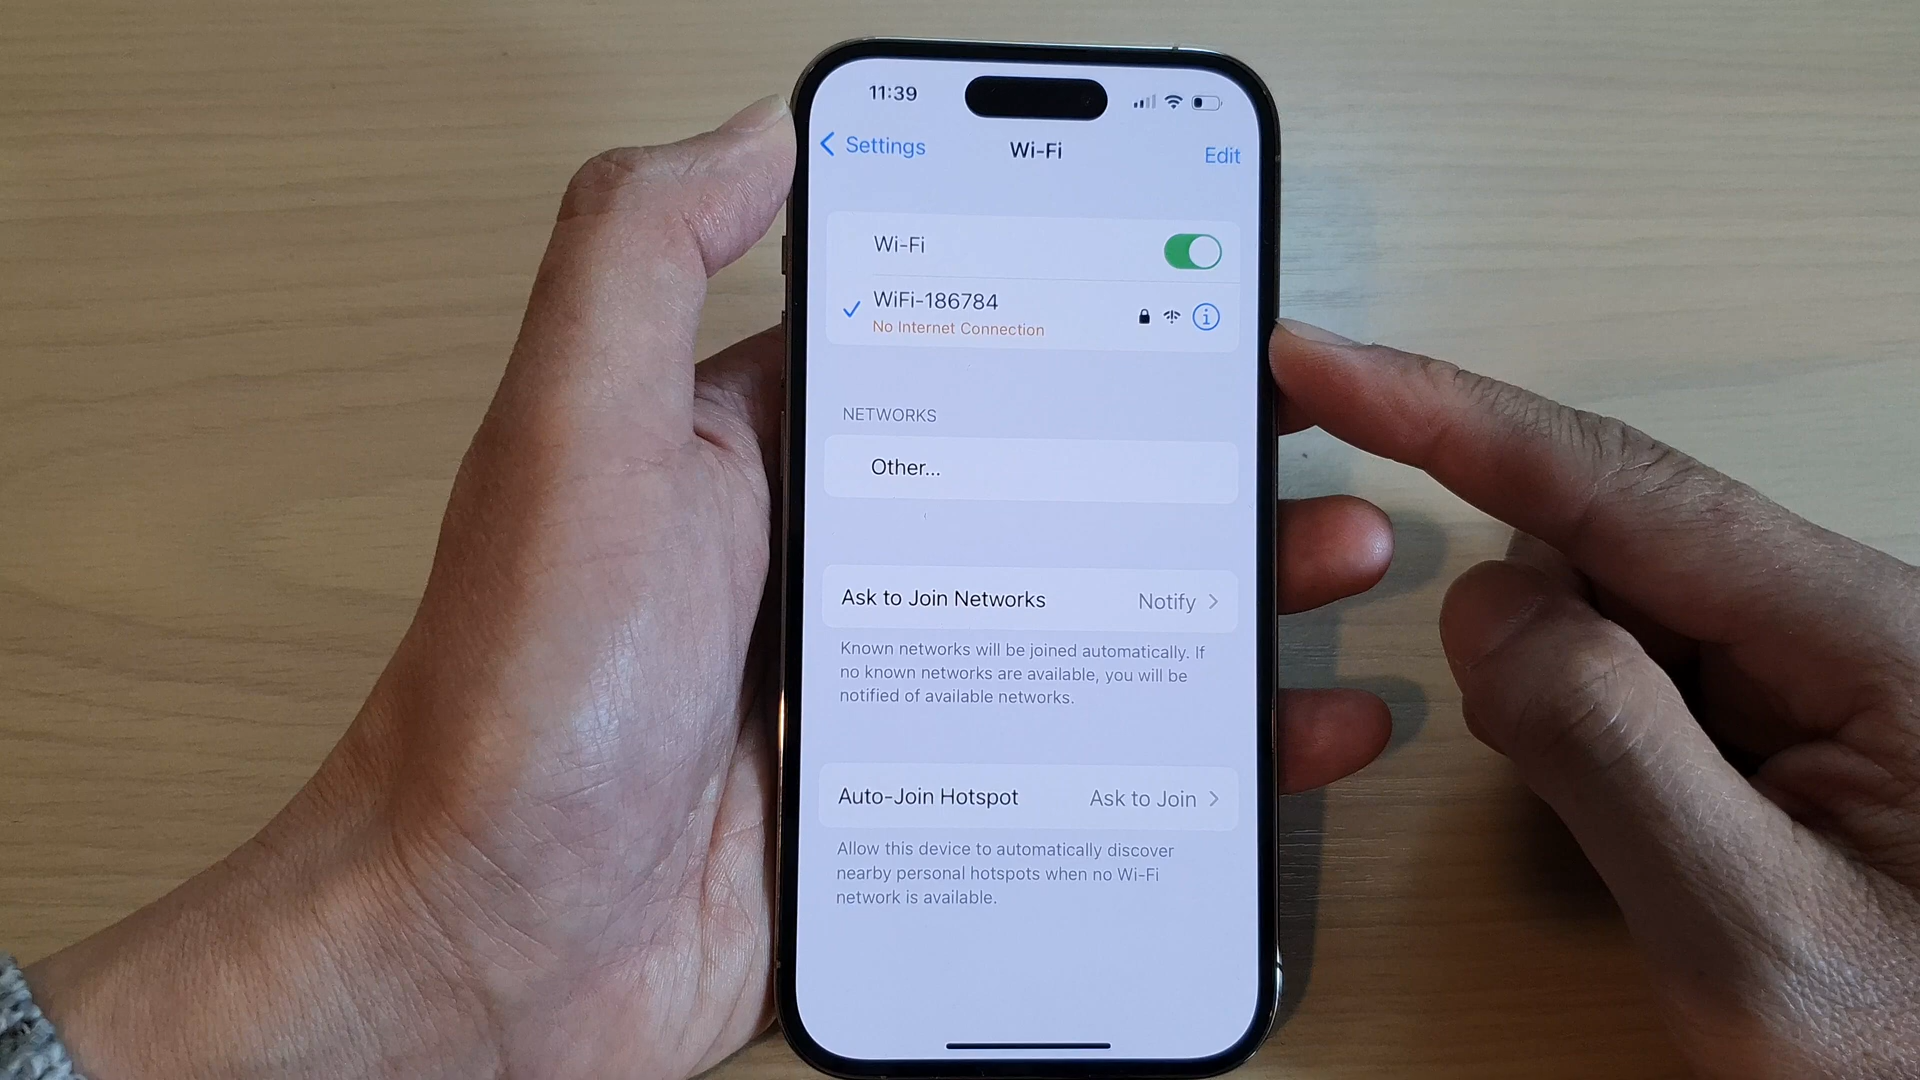 11:39
Settings
Wi-Fi
Edit
Wi-Fi
WiFi-186784
No Internet Connection
NETWORKS
Other...
Ask to Join Networks
Notify
Known networks will be joined automatically. If
no known networks are available, you will be
notified of available networks.
Auto-Join Hotspot
Ask to Join
Allow this device to automatically discover
nearby personal hotspots when no Wi-Fi
network is available.